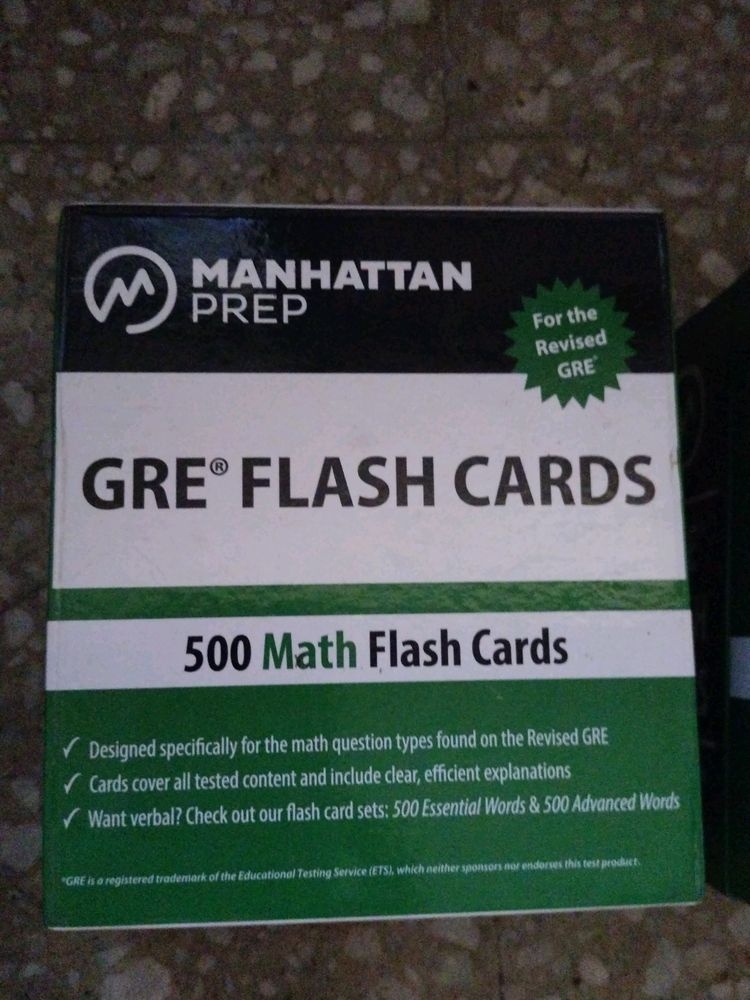 MANHATTAN
PREP
For the
Revised
GRE®
GRE® FLASH CARDS
500 Math Flash Cards
✓ Designed specifically for the math question types found on the Revised GRE
✓ Cards cover all tested content and include clear, efficient explanations
✓ Want verbal? Check out our flash card sets: 500 Essential Words & 500 Advanced Words
*GRE is a registered trademark of the Educational Testing Service (ETS), which neither sponsors nor endorses this test product.